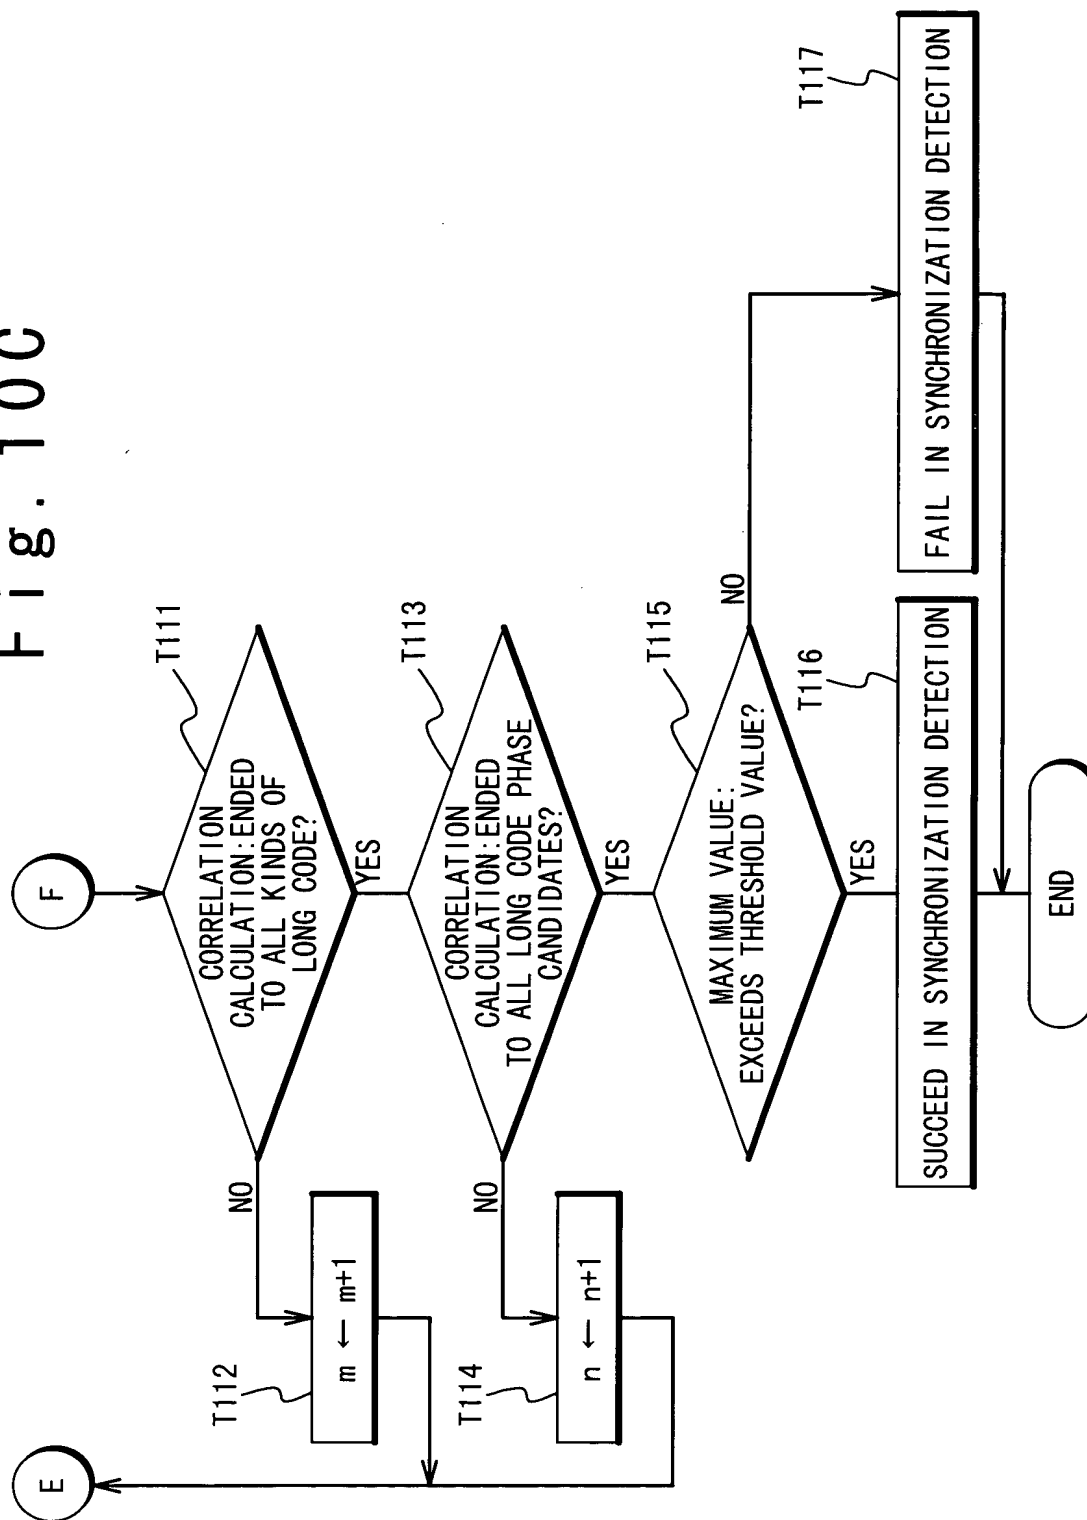 Fig. 10C
F
T111
CORRELATION
CALCULATION:ENDED
TO ALL KINDS OF
LONG CODE?
NO
YES
T112
m ← m+1
E
T113
CORRELATION
CALCULATION:ENDED
TO ALL LONG CODE PHASE
CANDIDATES?
NO
YES
T114
n ← n+1
T115
MAXIMUM VALUE:
EXCEEDS THRESHOLD VALUE?
NO
YES
T116
SUCCEED IN SYNCHRONIZATION DETECTION
T117
FAIL IN SYNCHRONIZATION DETECTION
END